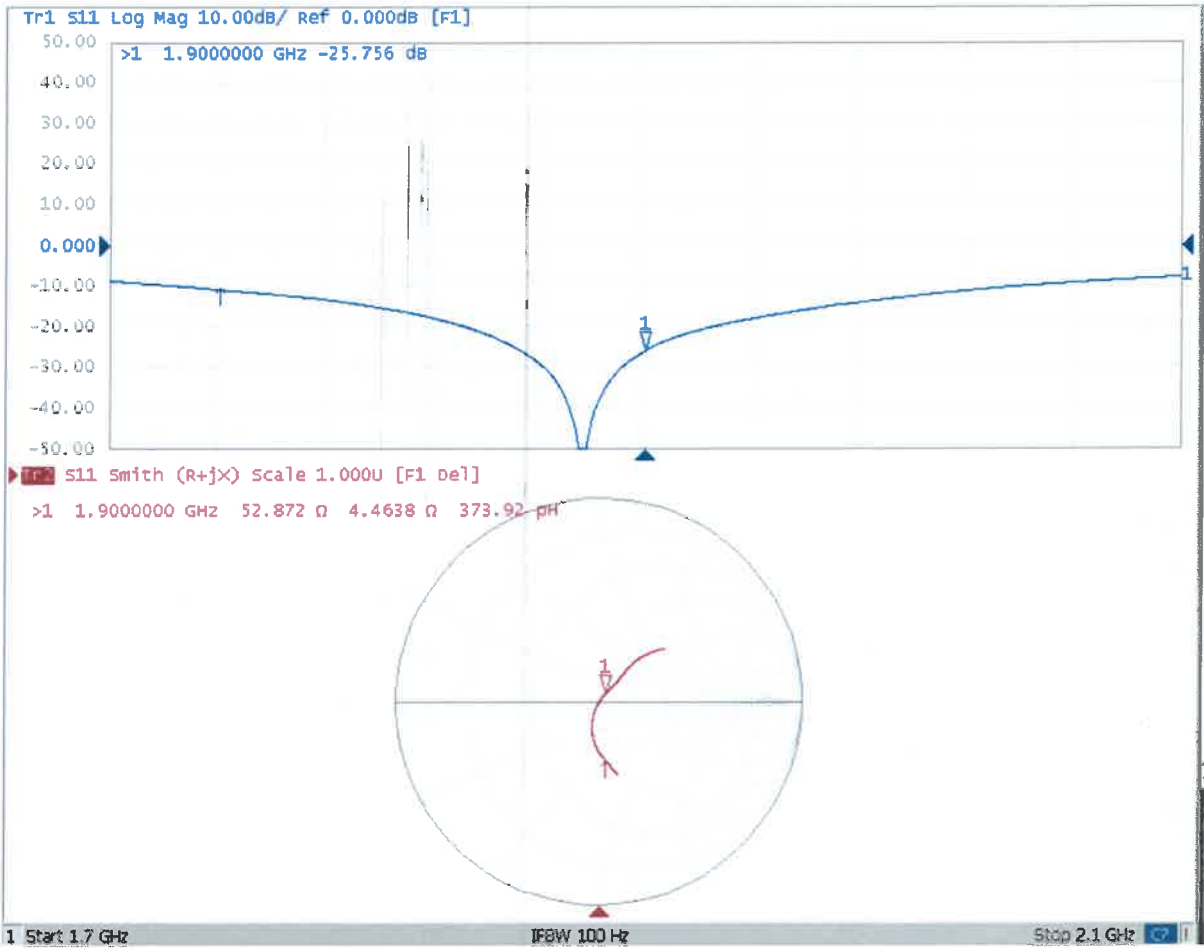 Tr1 S11 Log Mag 10.00dB/ Ref 0.000dB [F1]
50.00
>1 1.9000000 GHz -25.756 dB
40.00
30.00
20.00
10.00
0.000
-10.00
1
-20.00
1
-30.00
-40.00
-50.00
Tr2 S11 Smith (R+jX) Scale 1.000U [F1 Del]
>1 1.9000000 GHz 52.872 Ω 4.4638 Ω 373.92 pH
1
1 Start 1.7 GHz IFBW 100 Hz Stop 2.1 GHz C?